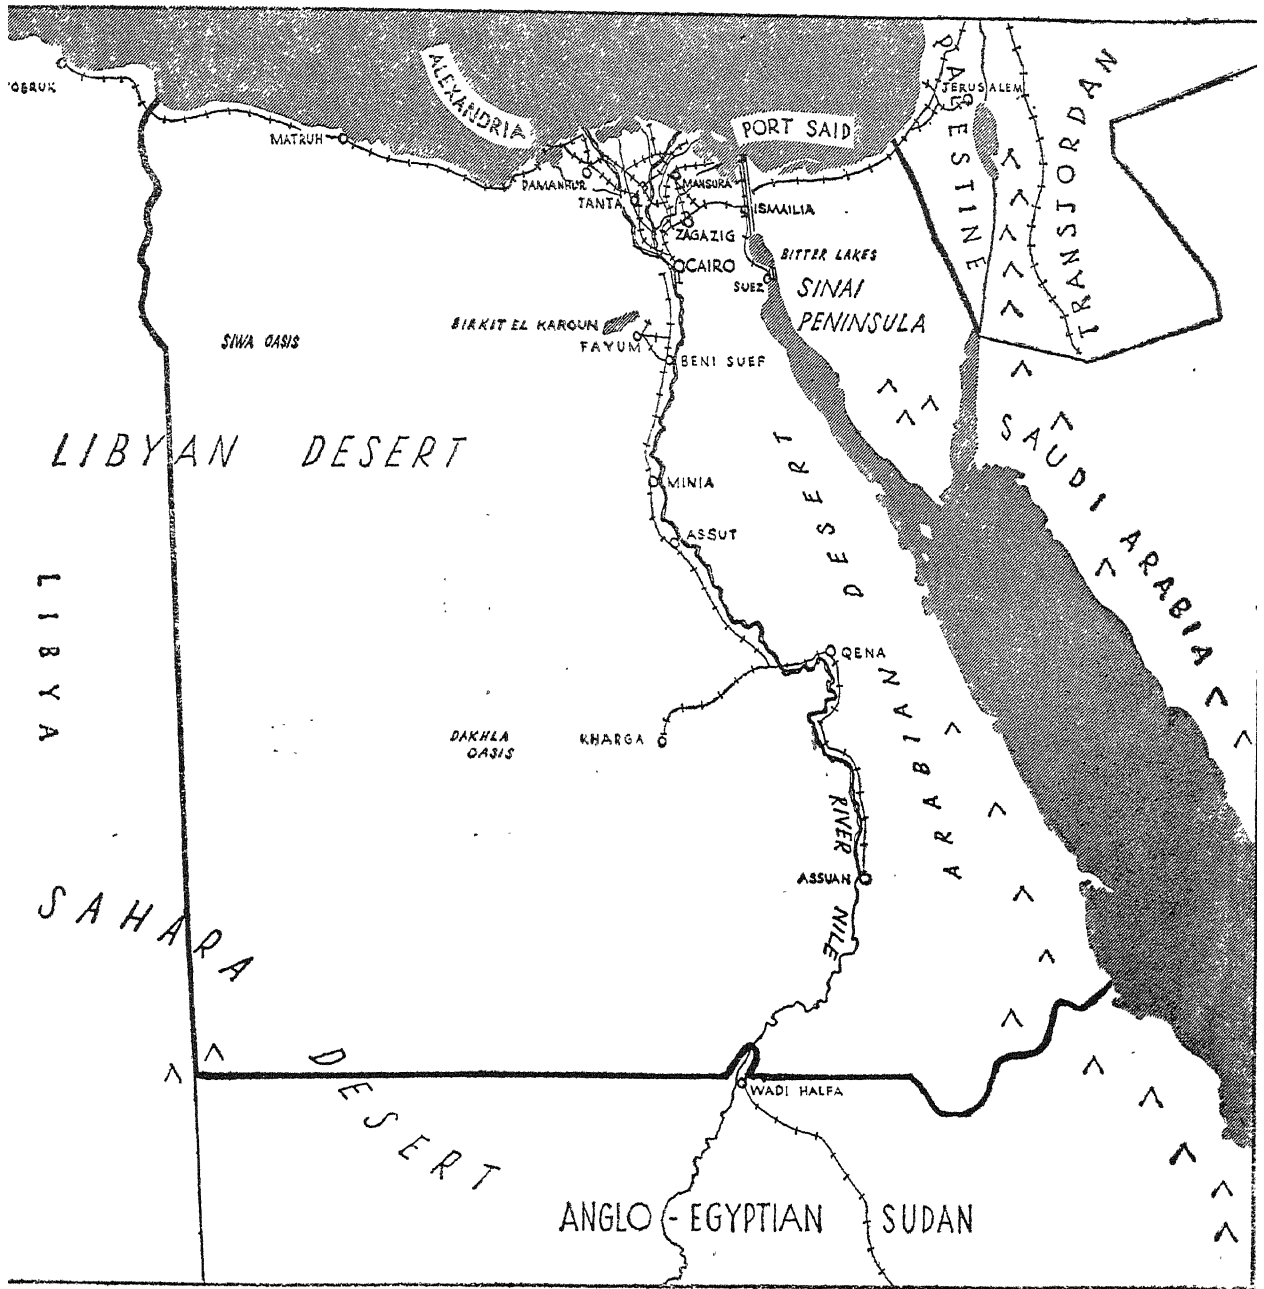 OBRUK
MATRUH
ALEXANDRIA
PORT SAID
PALESTINE
JERUSALEM
TRANSJORDAN
DAMANHUR
MANSURA
TANTA
ISMAILIA
ZAGAZIG
CAIRO
BITTER LAKES
SUEZ
SINAI
PENINSULA
BIRKIT EL KAROUN
FAYUM
BENI SUEF
SIWA OASIS
LIBYAN DESERT
SAUDI ARABIA
MINIA
ASSUT
ARABIAN DESERT
LIBYA
QENA
DAKHLA
OASIS
KHARGA
RIVER NILE
ASSUAN
SAHARA DESERT
WADI HALFA
ANGLO-EGYPTIAN SUDAN